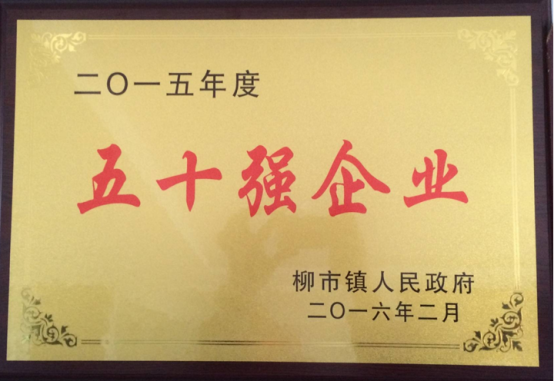 二〇一五年度
五十强企业
柳市镇人民政府
二〇一六年二月